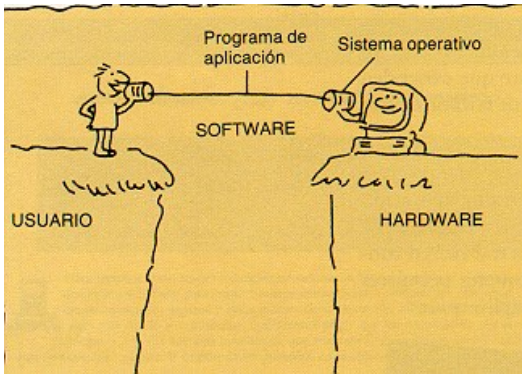 Programa de
aplicación
Sistema operativo
SOFTWARE
USUARIO
HARDWARE